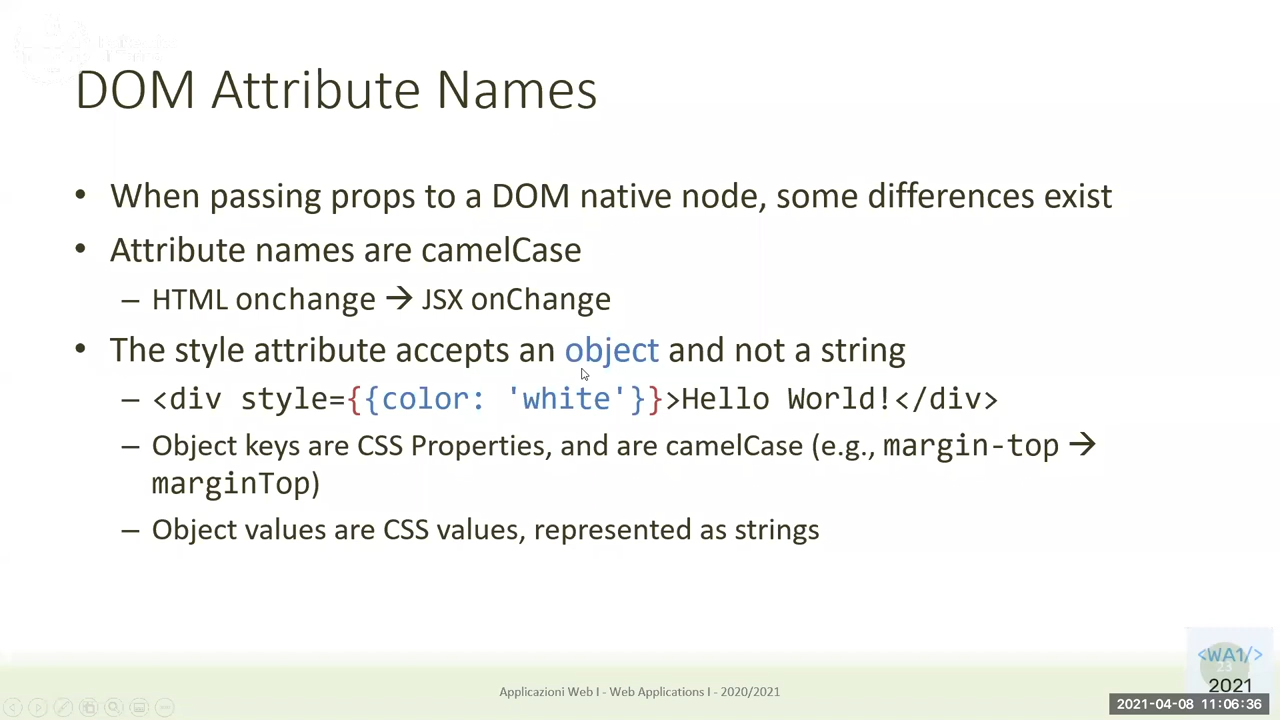 DOM Attribute Names
• When passing props to a DOM native node, some differences exist
• Attribute names are camelCase
– HTML onchange → JSX onChange
• The style attribute accepts an object and not a string
– <div style={{color: 'white'}}>Hello World!</div>
– Object keys are CSS Properties, and are camelCase (e.g., margin-top →
marginTop)
– Object values are CSS values, represented as strings
<WA1/>
23
2021
Applicazioni Web I - Web Applications I - 2020/2021
2021-04-08 11:06:36